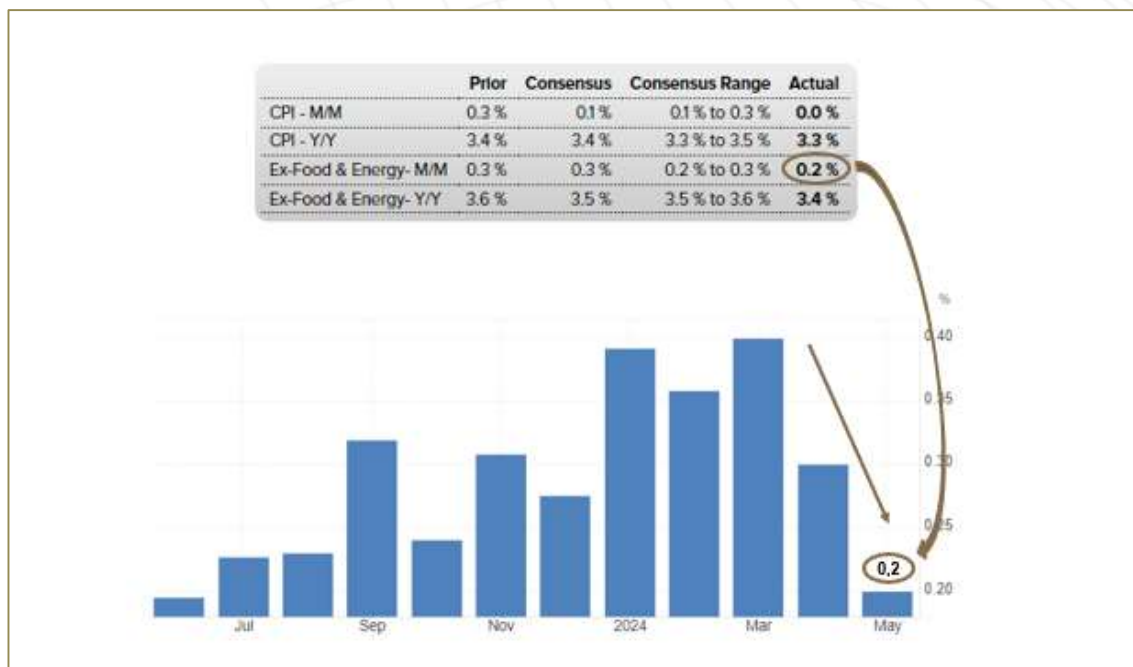 Prior Consensus Consensus Range Actual
CPI - M/M 0.3 % 0.1 % 0.1 % to 0.3 % 0.0 %
CPI - Y/Y 3.4 % 3.4 % 3.3 % to 3.5 % 3.3 %
Ex-Food & Energy- M/M 0.3 % 0.3 % 0.2 % to 0.3 % 0.2 %
Ex-Food & Energy- Y/Y 3.6 % 3.5 % 3.5 % to 3.6 % 3.4 %
%
0.40
0.35
0.30
0.25
0,2
0.20
Jul Sep Nov 2024 Mar May